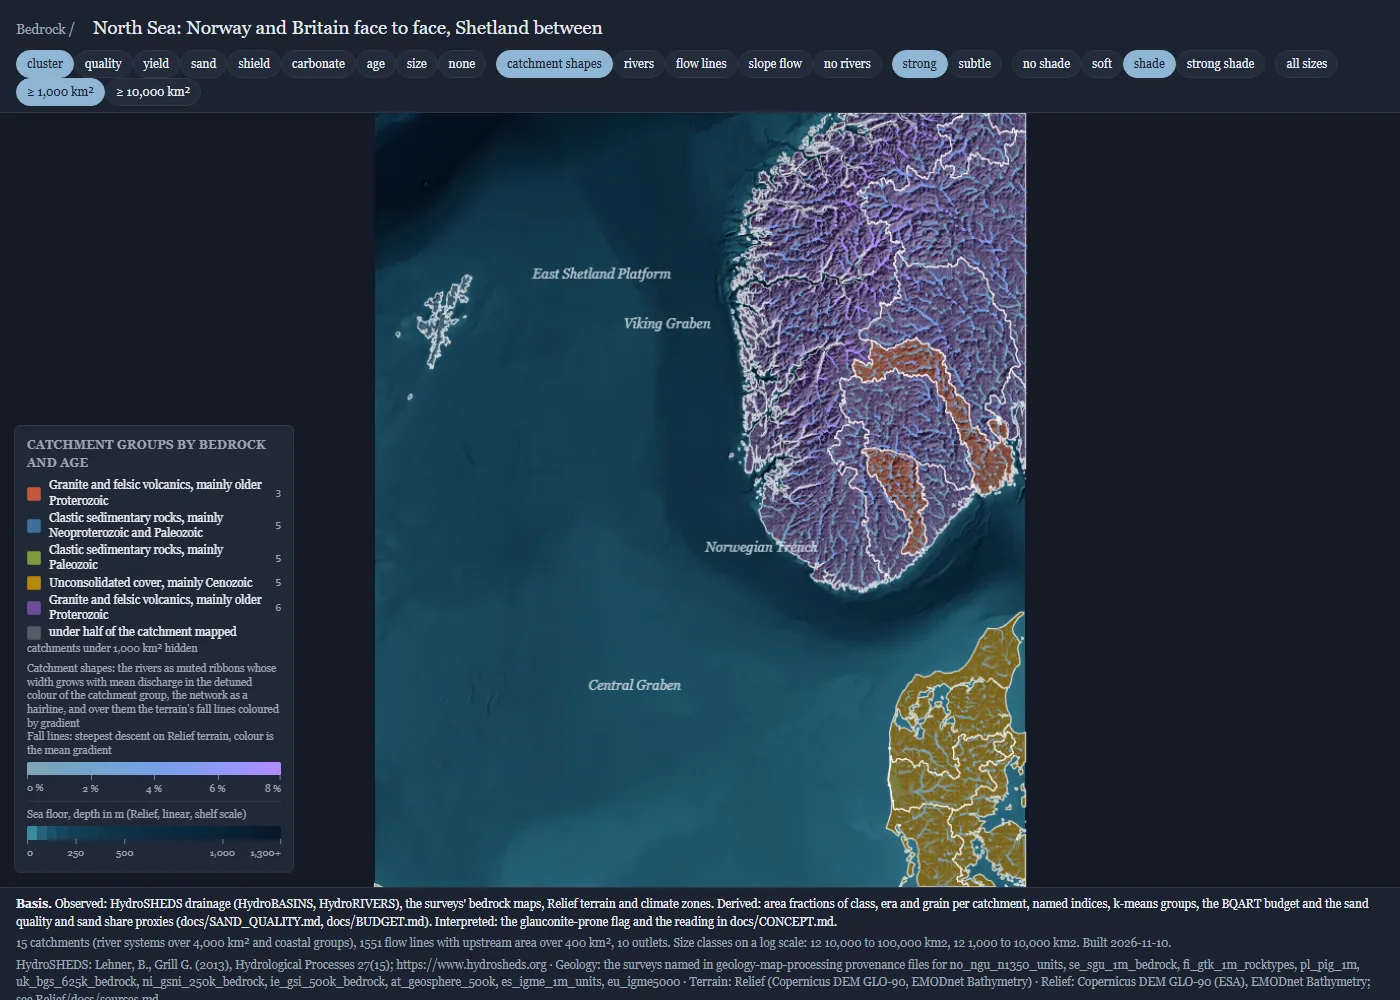 Bedrock / North Sea: Norway and Britain face to face, Shetland between
cluster quality yield sand shield carbonate age size none catchment shapes rivers flow lines slope flow no rivers strong subtle no shade soft shade strong shade all sizes
≥ 1,000 km² ≥ 10,000 km²
East Shetland Platform
Viking Graben
Norwegian Trench
Central Graben
CATCHMENT GROUPS BY BEDROCK
AND AGE
Granite and felsic volcanics, mainly older
Proterozoic 3
Clastic sedimentary rocks, mainly
Neoproterozoic and Paleozoic 5
Clastic sedimentary rocks, mainly
Paleozoic 5
Unconsolidated cover, mainly Cenozoic 5
Granite and felsic volcanics, mainly older
Proterozoic 6
under half of the catchment mapped
catchments under 1,000 km² hidden
Catchment shapes: the rivers as muted ribbons whose
width grows with mean discharge in the detuned
colour of the catchment group, the network as a
hairline, and over them the terrain's fall lines coloured
by gradient
Fall lines: steepest descent on Relief terrain, colour is
the mean gradient
0 % 2 % 4 % 6 % 8 %
Sea floor, depth in m (Relief, linear, shelf scale)
0 250 500 1,000 1,300+
Basis. Observed: HydroSHEDS drainage (HydroBASINS, HydroRIVERS), the surveys' bedrock maps, Relief terrain and climate zones. Derived: area fractions of class, era and grain per catchment, named indices, k-means groups, the BQART budget and the sand
quality and sand share proxies (docs/SAND_QUALITY.md, docs/BUDGET.md). Interpreted: the glauconite-prone flag and the reading in docs/CONCEPT.md.
15 catchments (river systems over 4,000 km² and coastal groups), 1551 flow lines with upstream area over 400 km², 10 outlets. Size classes on a log scale: 12 10,000 to 100,000 km2, 12 1,000 to 10,000 km2. Built 2026-11-10.
HydroSHEDS: Lehner, B., Grill G. (2013), Hydrological Processes 27(15); https://www.hydrosheds.org · Geology: the surveys named in geology-map-processing provenance files for no_ngu_n1350_units, se_sgu_1m_bedrock, fi_gtk_1m_rocktypes, pl_pig_1m,
uk_bgs_625k_bedrock, ni_gsni_250k_bedrock, ie_gsi_500k_bedrock, at_geosphere_500k, es_igme_1m_units, eu_igme5000 · Terrain: Relief (Copernicus DEM GLO-90, EMODnet Bathymetry) · Relief: Copernicus DEM GLO-90 (ESA), EMODnet Bathymetry;
see Relief/docs/sources.md